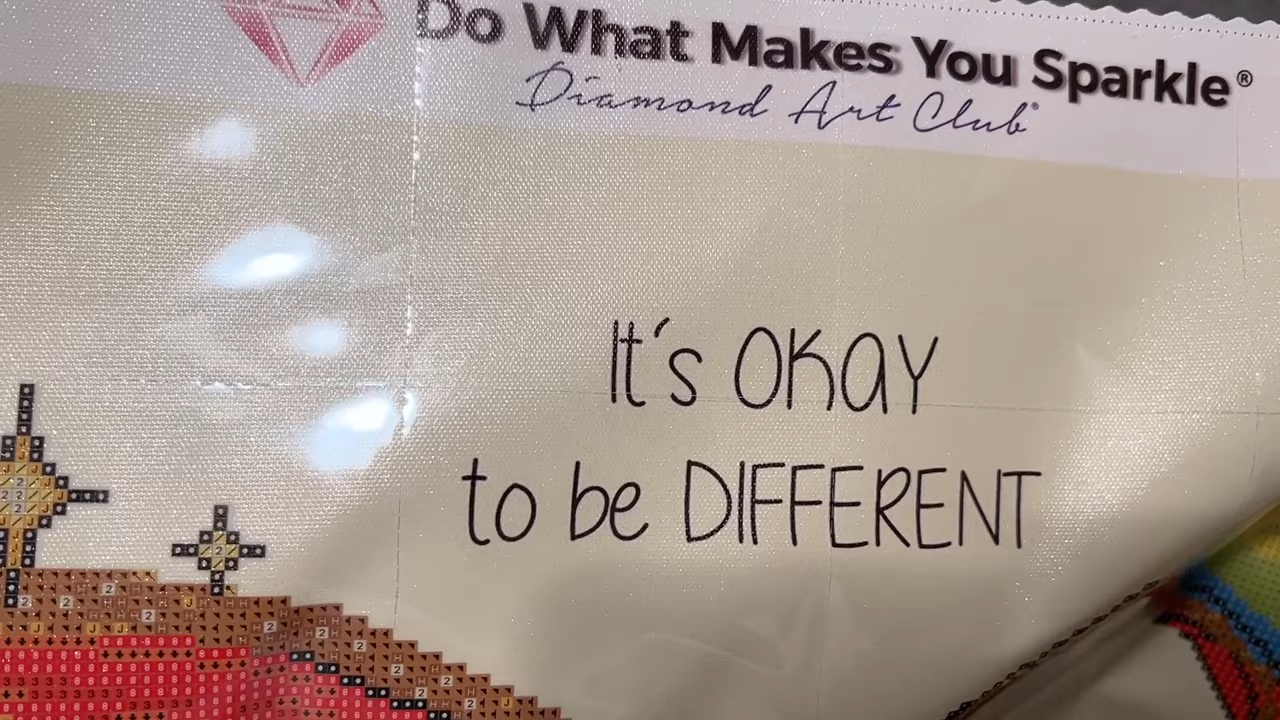 Do What Makes You Sparkle®
Diamond Art Club®
It's OKAY
to be DIFFERENT